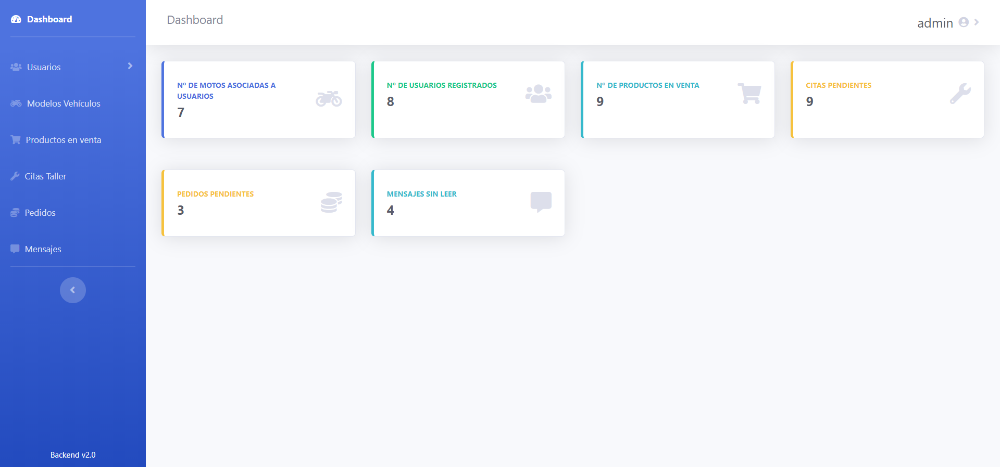 Dashboard
Usuarios
Modelos Vehículos
Productos en venta
Citas Taller
Pedidos
Mensajes
Backend v2.0
Dashboard
admin
Nº DE MOTOS ASOCIADAS A
USUARIOS
7
Nº DE USUARIOS REGISTRADOS
8
Nº DE PRODUCTOS EN VENTA
9
CITAS PENDIENTES
9
PEDIDOS PENDIENTES
3
MENSAJES SIN LEER
4